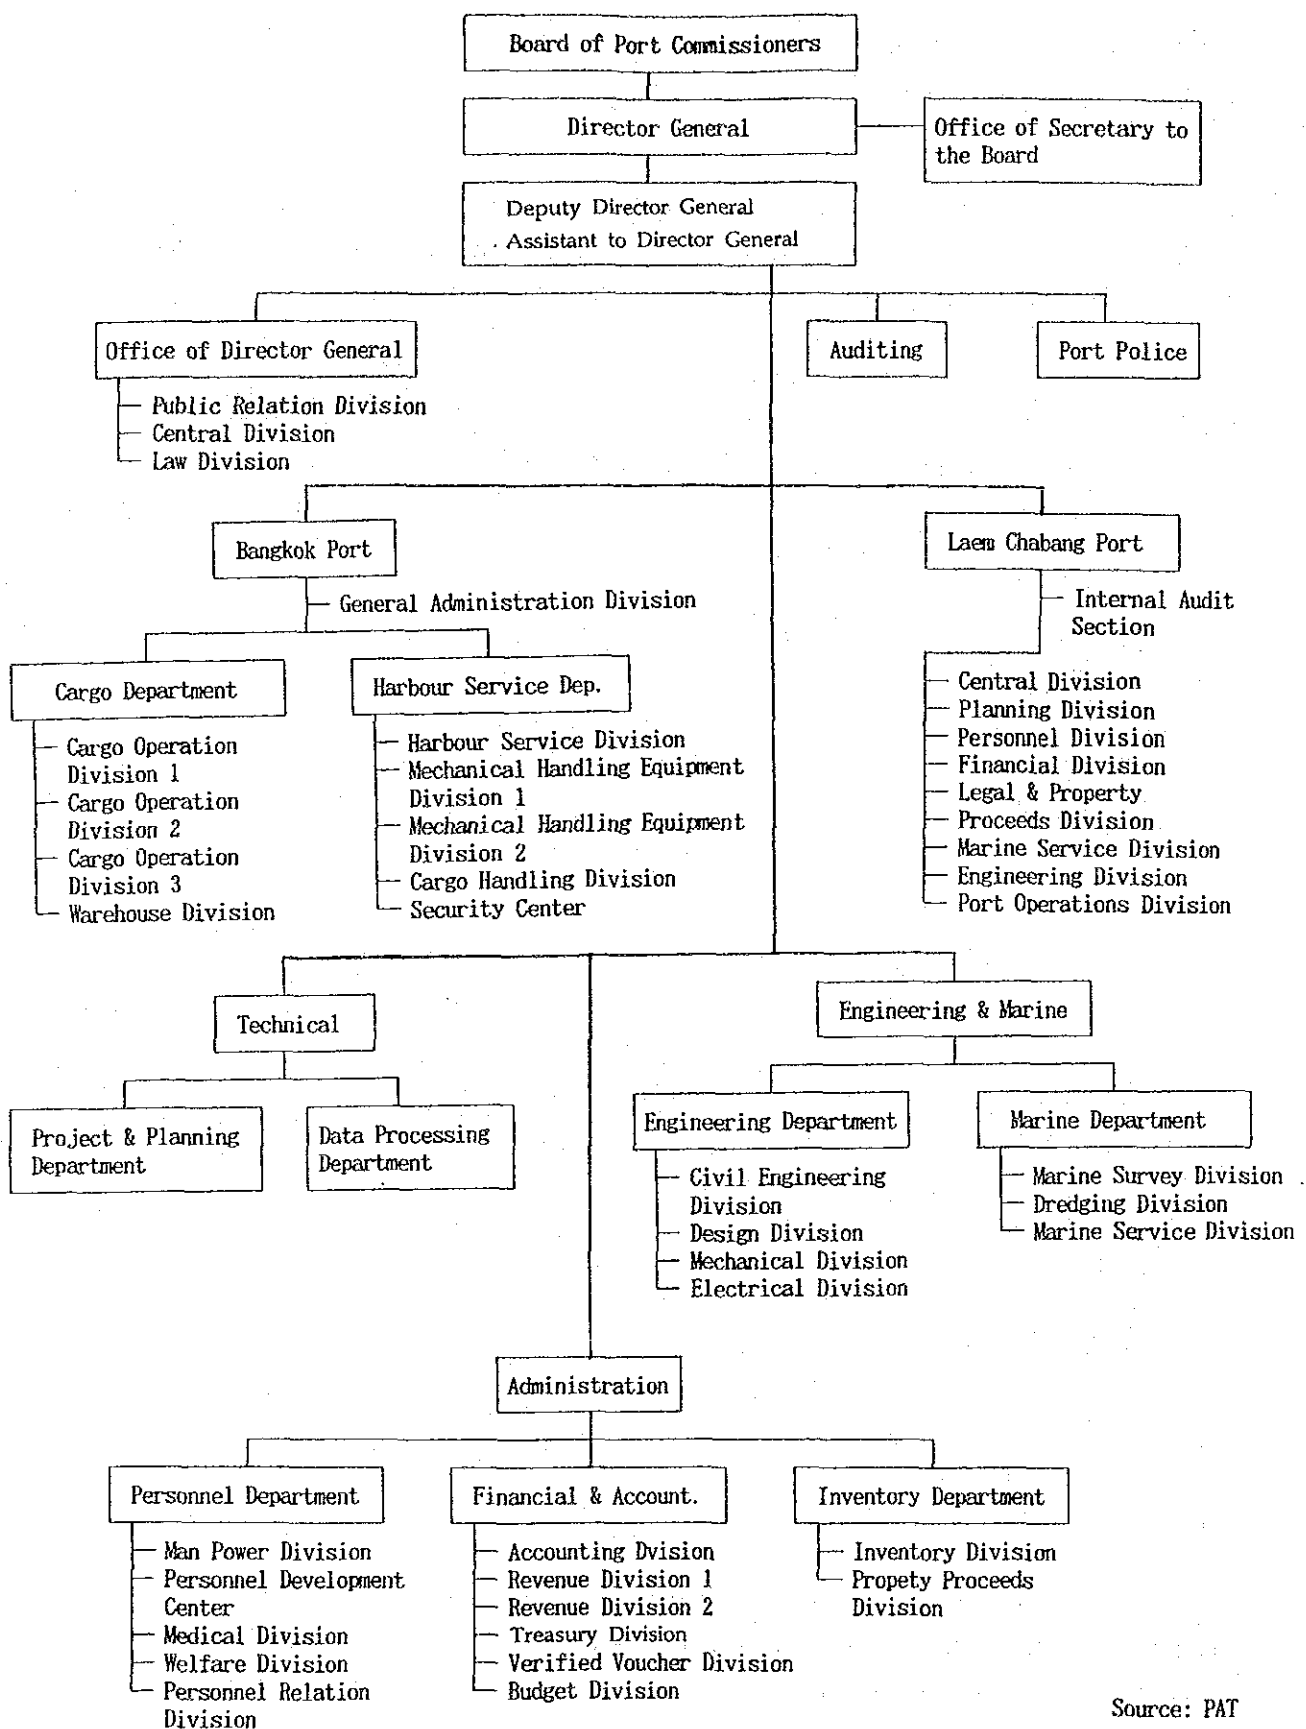 Board of Port Commissioners
Director General
Office of Secretary to
the Board
Deputy Director General
. Assistant to Director General
Office of Director General
Auditing
Port Police
Public Relation Division
Central Division
Law Division
Bangkok Port
Laem Chabang Port
General Administration Division
Internal Audit
Section
Cargo Department
Harbour Service Dep.
Cargo Operation
Division 1
Cargo Operation
Division 2
Cargo Operation
Division 3
Warehouse Division
Harbour Service Division
Mechanical Handling Equipment
Division 1
Mechanical Handling Equipment
Division 2
Cargo Handling Division
Security Center
Central Division
Planning Division
Personnel Division
Financial Division
Legal & Property
Proceeds Division
Marine Service Division
Engineering Division
Port Operations Division
Technical
Engineering & Marine
Project & Planning
Department
Data Processing
Department
Engineering Department
Marine Department
Civil Engineering
Division
Design Division
Mechanical Division
Electrical Division
Marine Survey Division
Dredging Division
Marine Service Division
Administration
Personnel Department
Financial & Account.
Inventory Department
Man Power Division
Personnel Development
Center
Medical Division
Welfare Division
Personnel Relation
Division
Accounting Dvision
Revenue Division 1
Revenue Division 2
Treasury Division
Verified Voucher Division
Budget Division
Inventory Division
Propety Proceeds
Division
Source: PAT